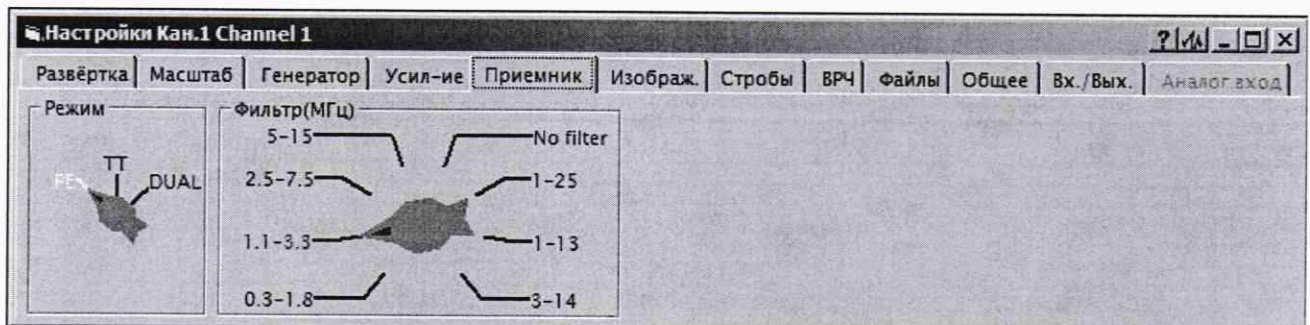 Настройки Кан.1 Channel 1
Развёртка Масштаб Генератор Усил-ие Приемник Изображ. Стробы ВРЧ Файлы Общее Вх./Вых. Аналог.вход
Режим
PE
TT
DUAL
Фильтр(МГц)
5-15
No filter
2.5-7.5
1-25
1.1-3.3
1-13
0.3-1.8
3-14